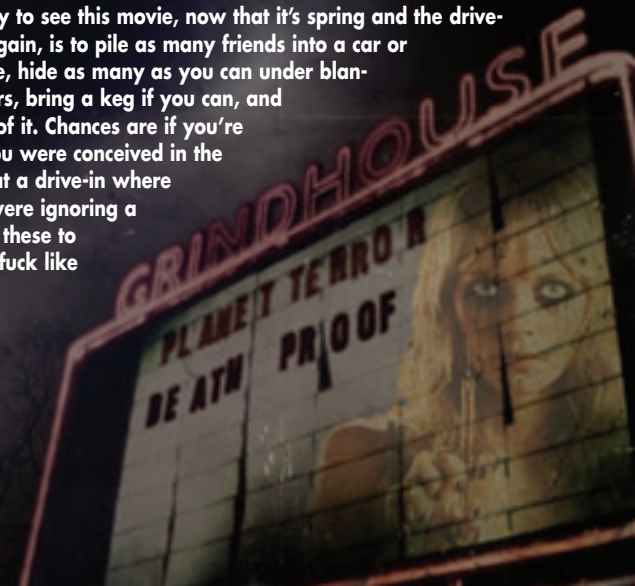 y to see this movie, now that it's spring and the drive-
gain, is to pile as many friends into a car or
e, hide as many as you can under blan-
rs, bring a keg if you can, and
of it. Chances are if you're
ou were conceived in the
at a drive-in where
were ignoring a
these to
fuck like
GRINDHOUSE
PLANET TERROR
DEATH PROOF